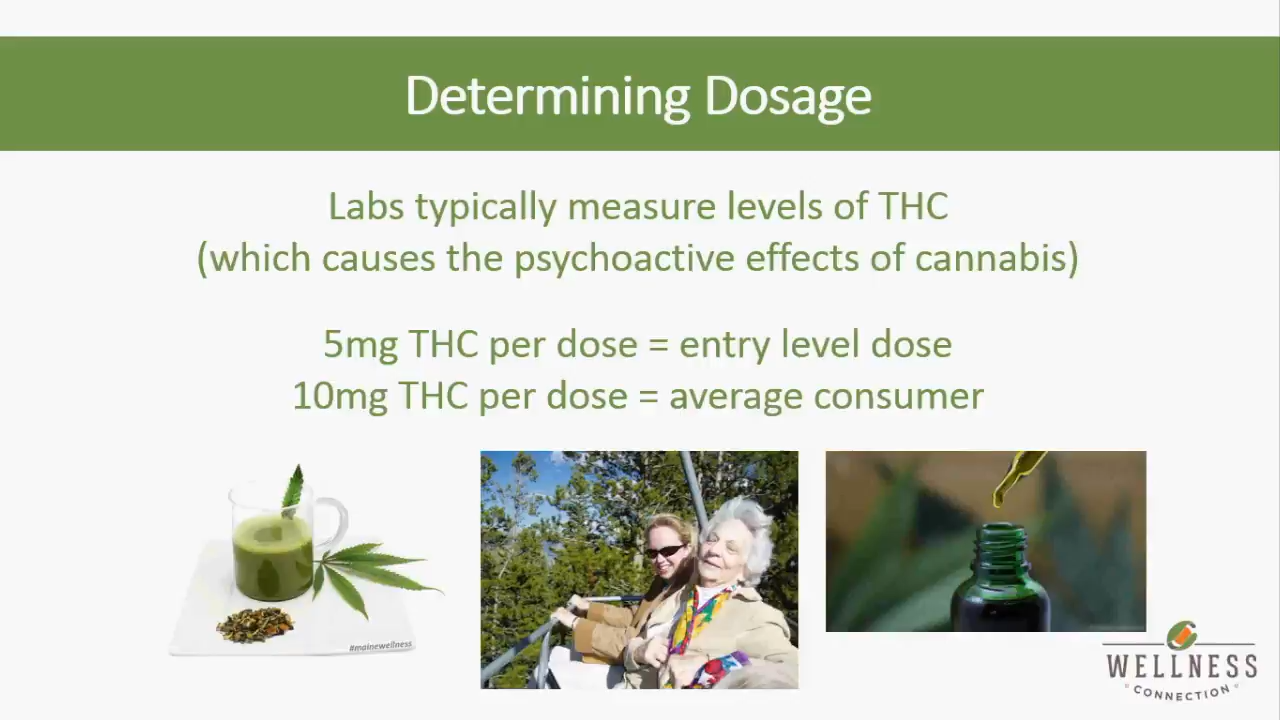 Determining Dosage
Labs typically measure levels of THC
(which causes the psychoactive effects of cannabis)
5mg THC per dose = entry level dose
10mg THC per dose = average consumer
#mainewellness
WELLNESS
CONNECTION